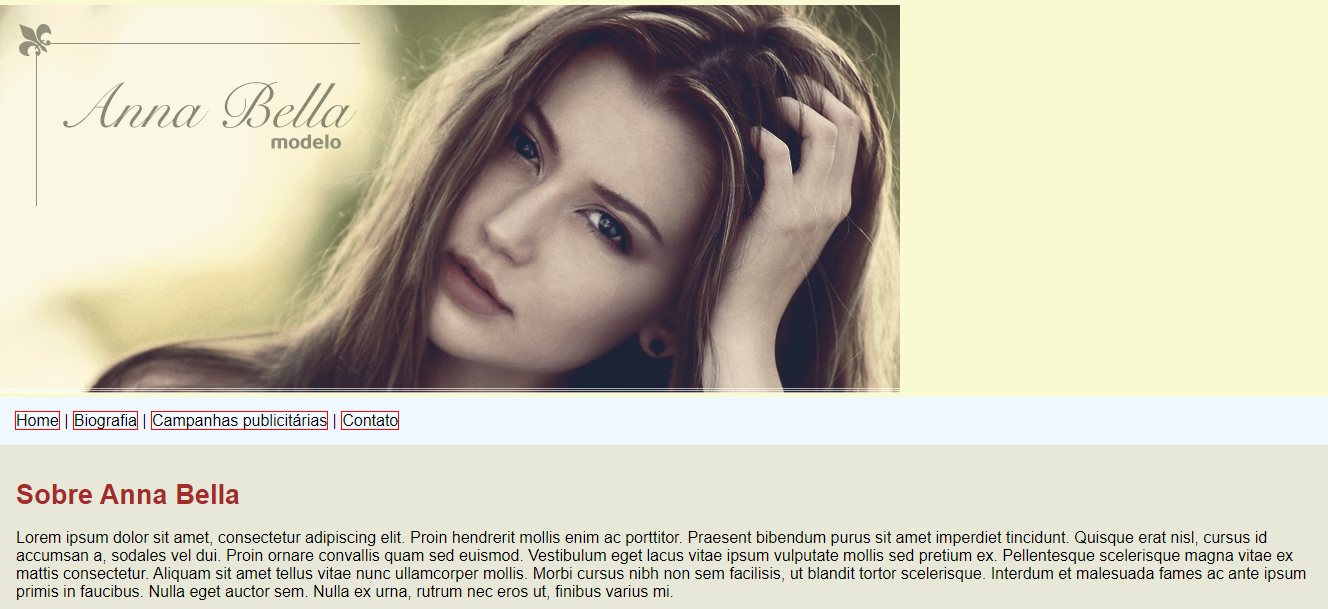 Anna Bella
modelo
Home | Biografia | Campanhas publicitárias | Contato
Sobre Anna Bella
Lorem ipsum dolor sit amet, consectetur adipiscing elit. Proin hendrerit mollis enim ac porttitor. Praesent bibendum purus sit amet imperdiet tincidunt. Quisque erat nisl, cursus id
accumsan a, sodales vel dui. Proin ornare convallis quam sed euismod. Vestibulum eget lacus vitae ipsum vulputate mollis sed pretium ex. Pellentesque scelerisque magna vitae ex
mattis consectetur. Aliquam sit amet tellus vitae nunc ullamcorper mollis. Morbi cursus nibh non sem facilisis, ut blandit tortor scelerisque. Interdum et malesuada fames ac ante ipsum
primis in faucibus. Nulla eget auctor sem. Nulla ex urna, rutrum nec eros ut, finibus varius mi.